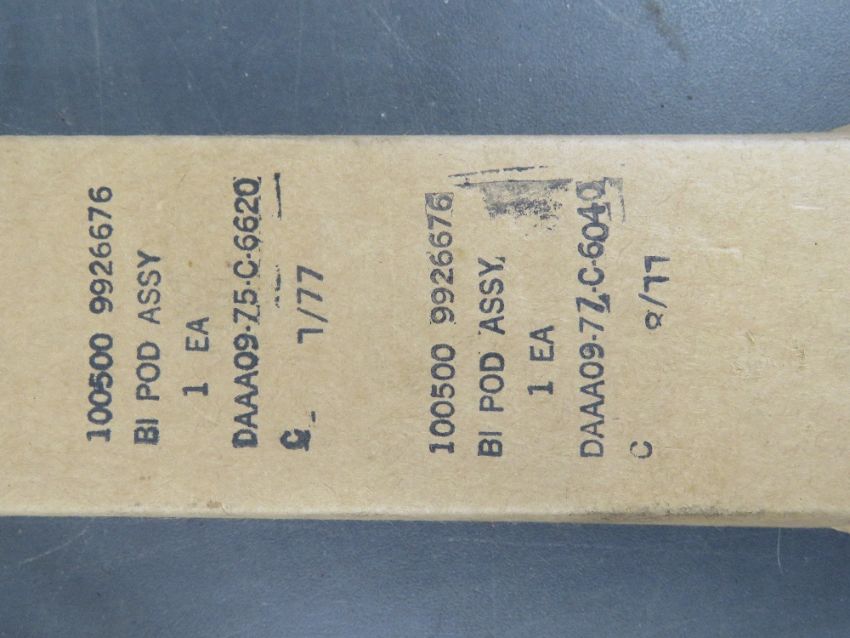 100500 9926676
BI POD ASSY
1 EA
DAAA09-75-C-6620
C 7/77
100500 9926676
BI POD ASSY.
1 EA
DAAA09-77-C-6040
C 8/77